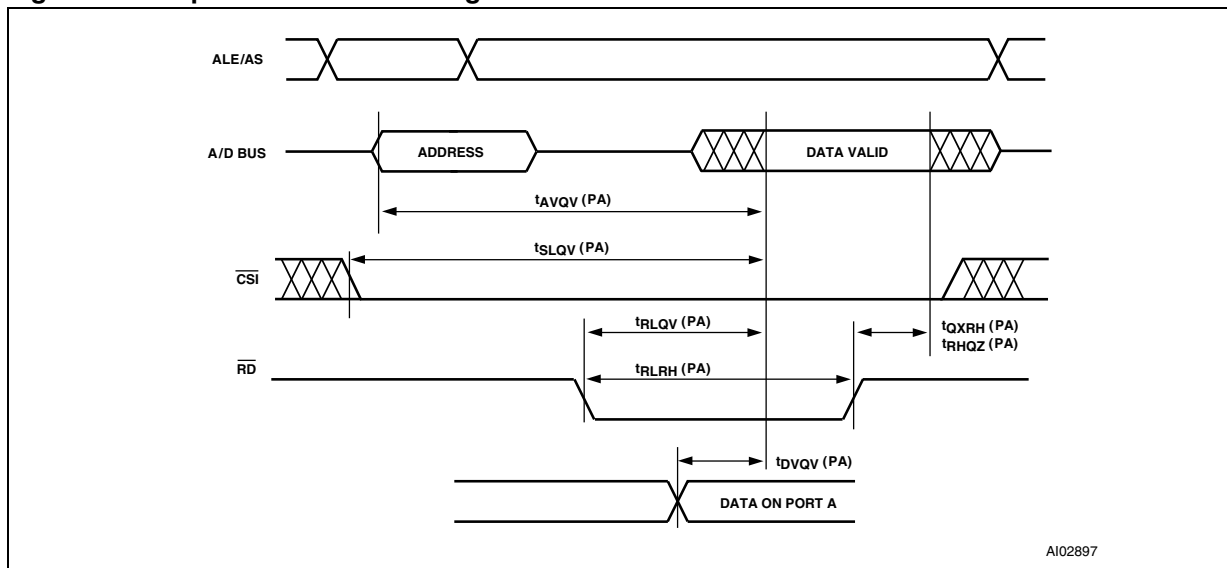 ALE/AS
A/D BUS
ADDRESS
DATA VALID
tAVQV (PA)
tSLQV (PA)
CSI
tRLQV (PA)
tQXRH (PA)
tRHQZ (PA)
RD
tRLRH (PA)
tDVQV (PA)
DATA ON PORT A
AI02897